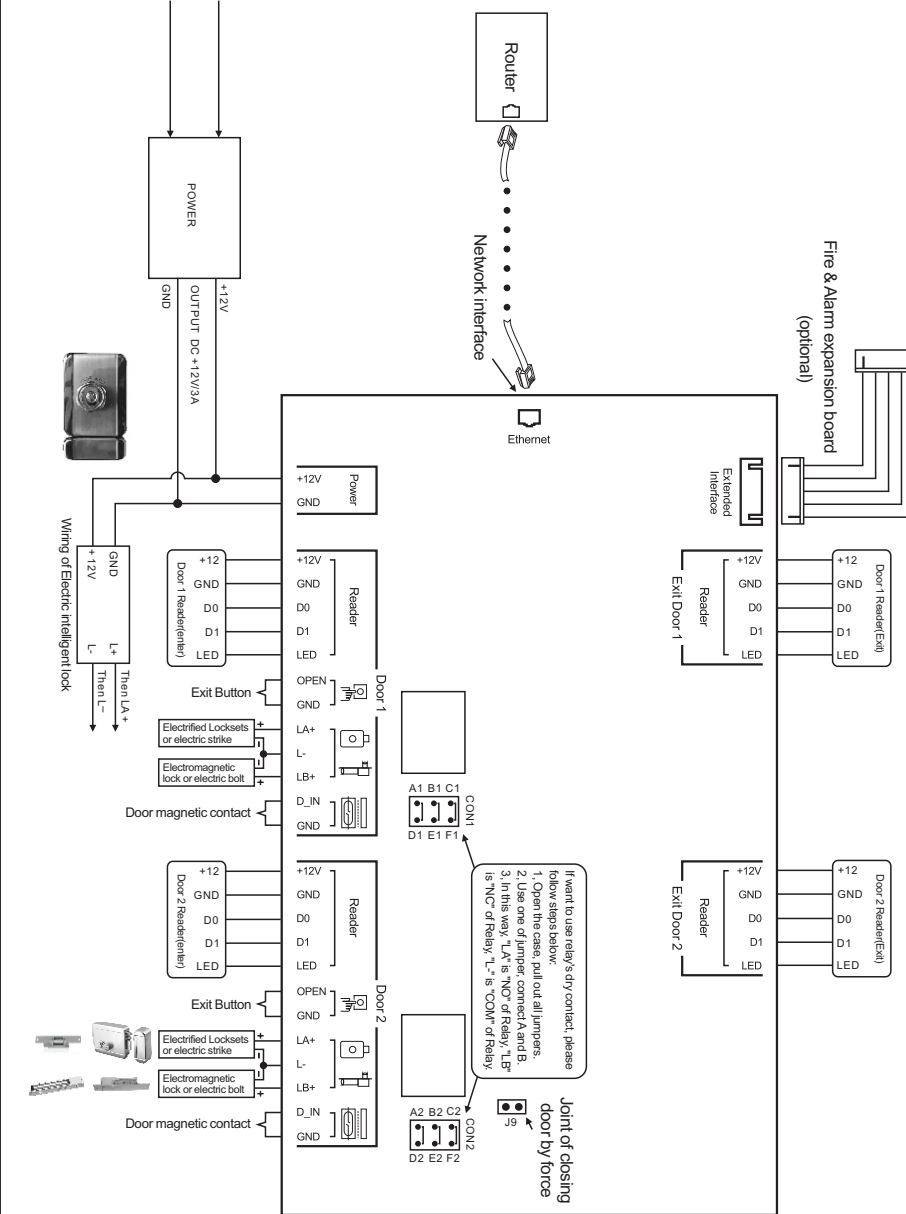 Router
Network interface
Fire & Alarm expansion board
(optional)
POWER
+12V
OUTPUT DC +12V/3A
GND
Ethernet
Extended
Interface
Power
+12V
GND
GND
+12V
L+
L-
Then LA+
Then L–
Wiring of Electric intelligent lock
Door 1 Reader(enter)
+12
GND
D0
D1
LED
+12V
GND
D0
D1
LED
Reader
Door 1
Exit Button
OPEN
GND
Electrified Locksets
or electric strike
+
–
LA+
L-
Electromagnetic
lock or electric bolt
–
+
LB+
Door magnetic contact
D_IN
GND
A1 B1 C1
CON1
D1 E1 F1
Exit Door 1
Reader
+12V
GND
D0
D1
LED
+12
GND
D0
D1
LED
Door1 Reader(Exit)
If want to use relay's dry contact, please
follow steps below:
1, Open the case, pull out all jumpers.
2, Use one of jumper, connect A and B.
3, In this way, "LA" is "NO" of Relay, "LB"
is "NC" of Relay, "L-" is "COM" of Relay.
Door 2 Reader(enter)
+12
GND
D0
D1
LED
+12V
GND
D0
D1
LED
Reader
Door 2
Exit Button
OPEN
GND
Electrified Locksets
or electric strike
+
–
LA+
L-
Electromagnetic
lock or electric bolt
–
+
LB+
Door magnetic contact
D_IN
GND
A2 B2 C2
CON2
D2 E2 F2
J9
Joint of closing
door by force
Exit Door 2
Reader
+12V
GND
D0
D1
LED
+12
GND
D0
D1
LED
Door 2 Reader(Exit)